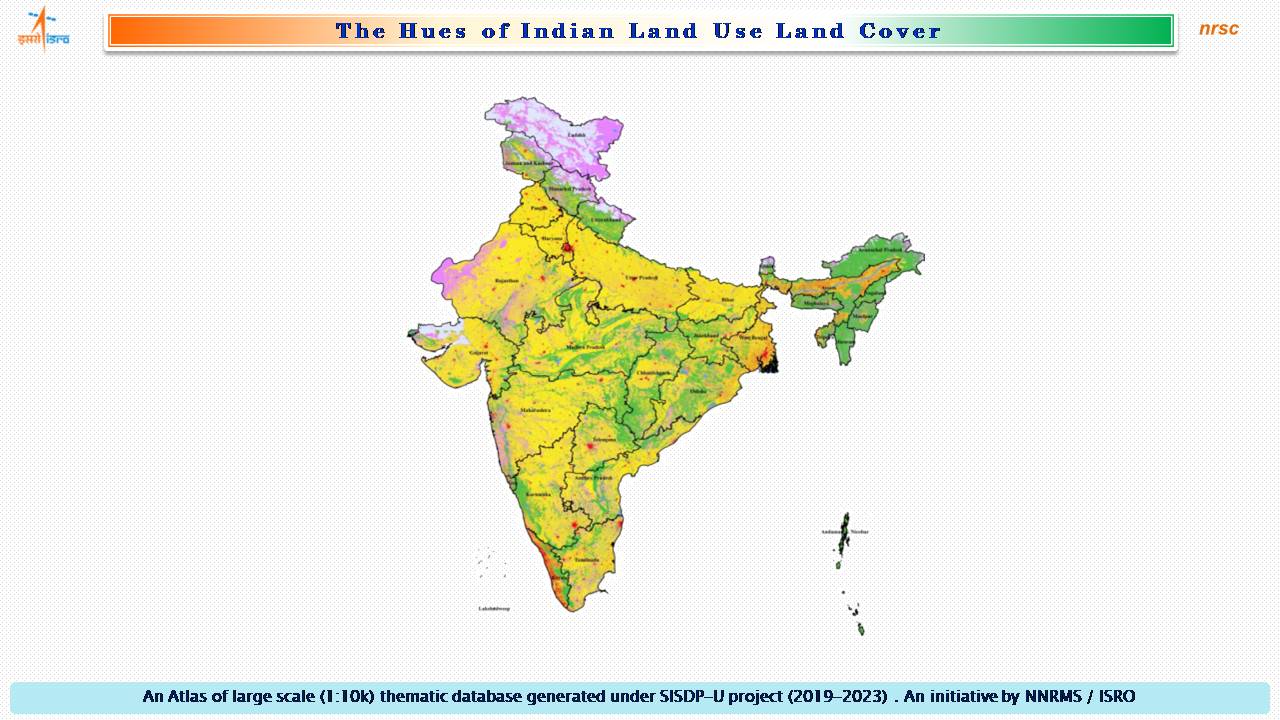 इसरो isro
The Hues of Indian Land Use Land Cover
nrsc
Ladakh
Jammu and Kashmir
Himachal Pradesh
Punjab
Uttarakhand
Haryana
Arunachal Pradesh
Rajasthan
Uttar Pradesh
Assam
Bihar
Meghalaya
Manipur
Jharkhand
West Bengal
Mizoram
Madhya Pradesh
Gujarat
Chhattisgarh
Odisha
Maharashtra
Telangana
Andhra Pradesh
Karnataka
Andaman Nicobar
Tamilnadu
Lakshadweep
An Atlas of large scale (1:10k) thematic database generated under SISDP-U project (2019-2023) . An initiative by NNRMS / ISRO